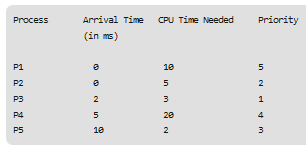 Process Arrival Time CPU Time Needed Priority
(in ms)
P1 0 10 5
P2 0 5 2
P3 2 3 1
P4 5 20 4
P5 10 2 3